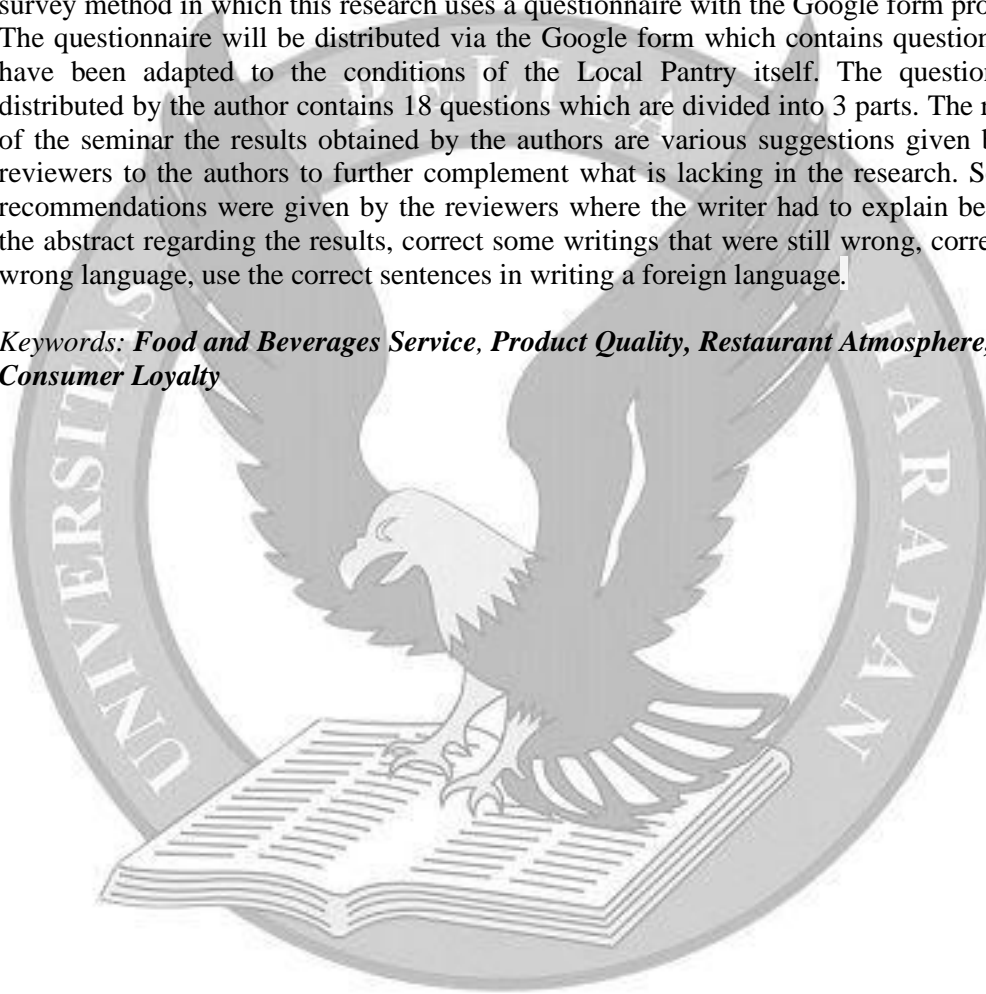 survey method in which this research uses a questionnaire with the Google form pro
The questionnaire will be distributed via the Google form which contains question
have been adapted to the conditions of the Local Pantry itself. The question
distributed by the author contains 18 questions which are divided into 3 parts. The r
of the seminar the results obtained by the authors are various suggestions given b
reviewers to the authors to further complement what is lacking in the research. S
recommendations were given by the reviewers where the writer had to explain be
the abstract regarding the results, correct some writings that were still wrong, corre
wrong language, use the correct sentences in writing a foreign language.
Keywords: Food and Beverages Service, Product Quality, Restaurant Atmosphere,
Consumer Loyalty
UNIVERSITAS
PELITA
HARAPAN